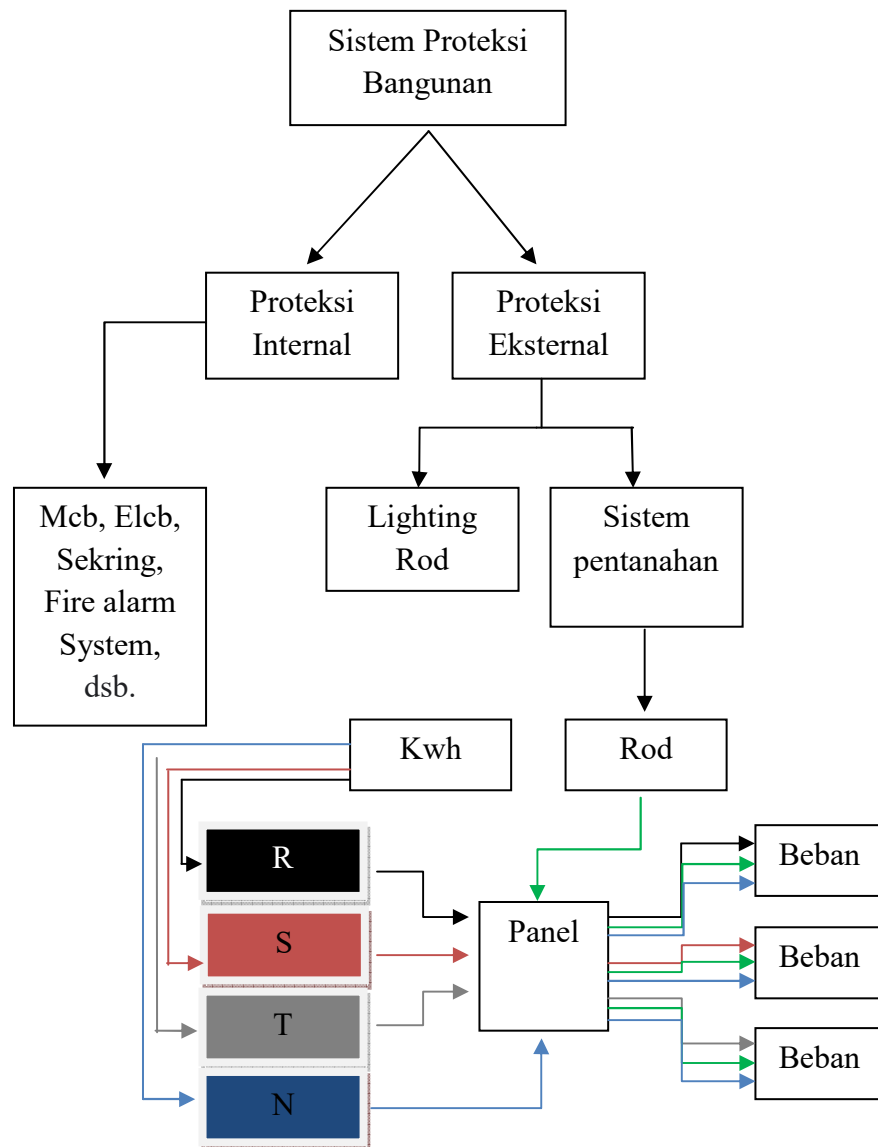 Sistem Proteksi
Bangunan
Proteksi
Internal
Proteksi
Eksternal
Mcb, Elcb,
Sekring,
Fire alarm
System,
dsb.
Lighting
Rod
Sistem
pentanahan
Kwh
Rod
R
S
T
N
Panel
Beban
Beban
Beban